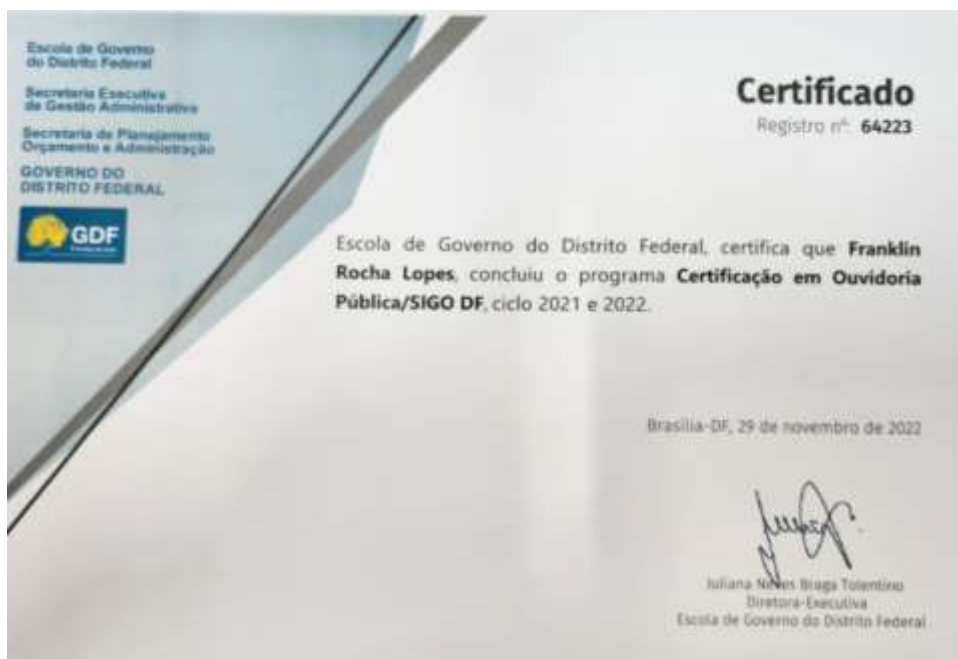 Escola de Governo
do Distrito Federal
Secretaria Executiva
de Gestão Administrativa
Secretaria de Planejamento
Orçamento e Administração
GOVERNO DO
DISTRITO FEDERAL
GDF
Certificado
Registro nº: 64223
Escola de Governo do Distrito Federal, certifica que Franklin
Rocha Lopes, concluiu o programa Certificação em Ouvidoria
Pública/SIGO DF, ciclo 2021 e 2022.
Brasília-DF, 29 de novembro de 2022
Juliana Neves Braga Tolentino
Diretora-Executiva
Escola de Governo do Distrito Federal